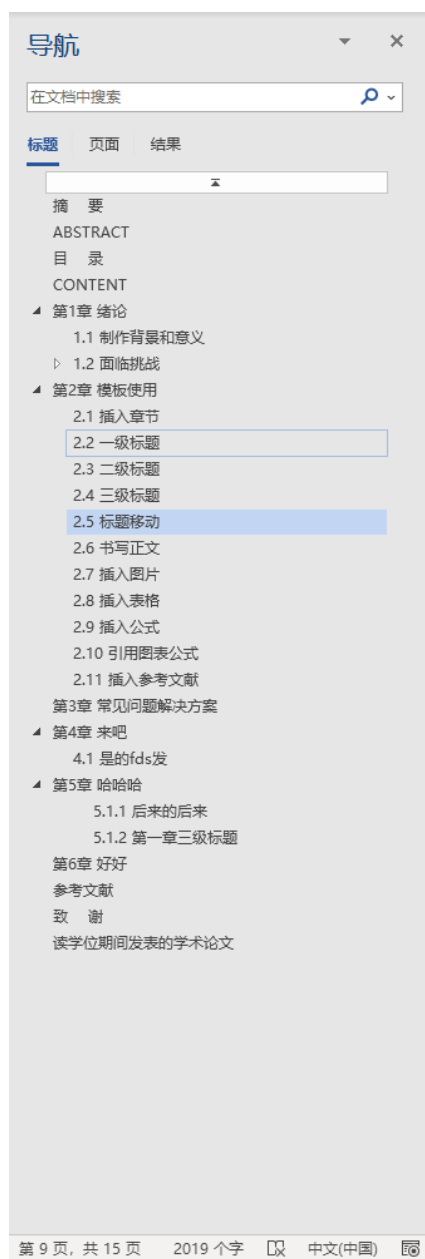 导航
在文档中搜索
标题 页面 结果
摘 要
ABSTRACT
目 录
CONTENT
第1章 绪论
1.1 制作背景和意义
1.2 面临挑战
第2章 模板使用
2.1 插入章节
2.2 一级标题
2.3 二级标题
2.4 三级标题
2.5 标题移动
2.6 书写正文
2.7 插入图片
2.8 插入表格
2.9 插入公式
2.10 引用图表公式
2.11 插入参考文献
第3章 常见问题解决方案
第4章 来吧
4.1 是的fds发
第5章 哈哈哈
5.1.1 后来的后来
5.1.2 第一章三级标题
第6章 好好
参考文献
致 谢
读学位期间发表的学术论文
第 9 页，共 15 页 2019 个字 中文(中国)